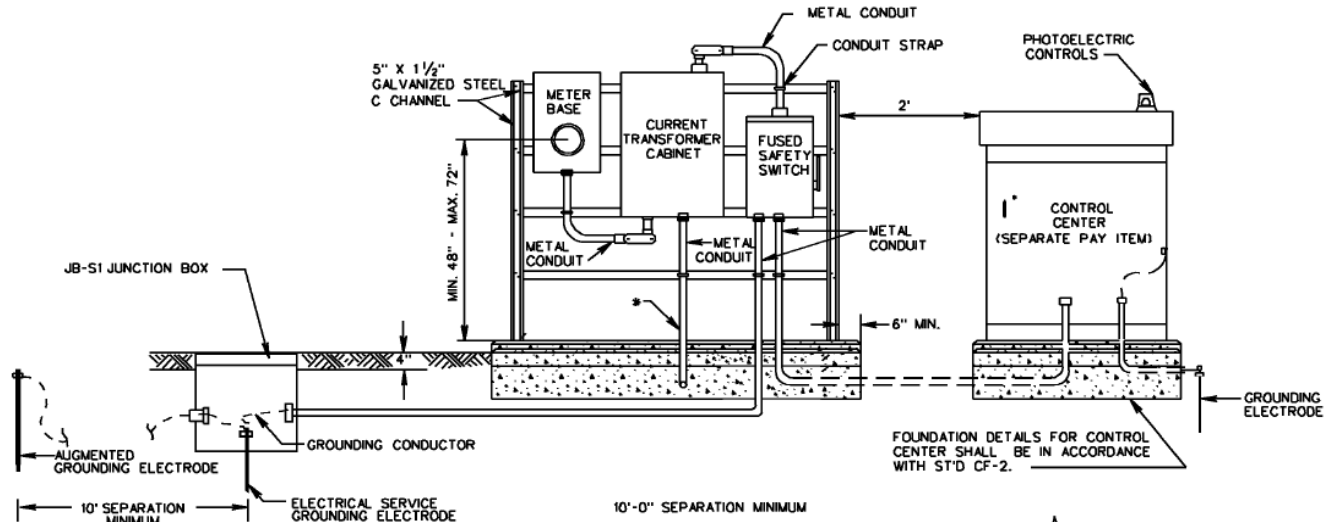 METAL CONDUIT
CONDUIT STRAP
PHOTOELECTRIC
CONTROLS
5" X 1 1/2"
GALVANIZED STEEL
C CHANNEL
METER
BASE
CURRENT
TRANSFORMER
CABINET
FUSED
SAFETY
SWITCH
2'
MIN. 48" - MAX. 72"
CONTROL
CENTER
(SEPARATE PAY ITEM)
METAL
CONDUIT
METAL
CONDUIT
METAL
CONDUIT
JB-S1 JUNCTION BOX
*
6" MIN.
4"
GROUNDING
ELECTRODE
GROUNDING CONDUCTOR
AUGMENTED
GROUNDING ELECTRODE
FOUNDATION DETAILS FOR CONTROL
CENTER SHALL BE IN ACCORDANCE
WITH ST'D CF-2.
10' SEPARATION
MINIMUM
ELECTRICAL SERVICE
GROUNDING ELECTRODE
10'-0" SEPARATION MINIMUM